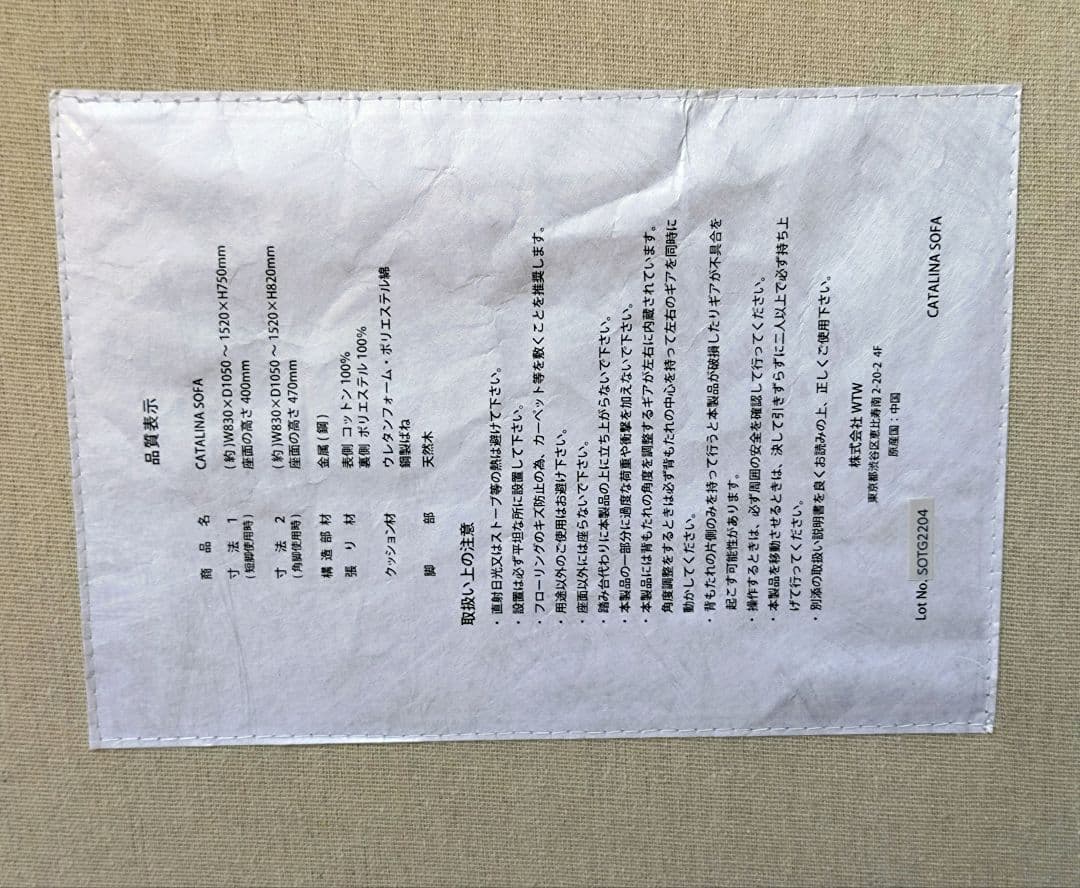 品質表示
商品名 CATALINA SOFA
寸法1 (約)W830×D1050～1520×H750mm
(短脚使用時) 座面の高さ 400mm
寸法2 (約)W830×D1050～1520×H820mm
(角脚使用時) 座面の高さ 470mm
構造部材 金属(鋼)
張り材 表側 コットン 100%
裏側 ポリエステル 100%
クッション材 ウレタンフォーム・ポリエステル綿
鋼製ばね
脚部 天然木
取扱い上の注意
・直射日光又はストーブ等の熱は避けて下さい。
・設置は必ず平坦な所に設置して下さい。
・フローリングのキズ防止の為、カーペット等を敷くことを推奨します。
・用途以外のご使用はお避け下さい。
・座面以外には座らないで下さい。
・踏み台代わりに本製品の上に立ち上がらないで下さい。
・本製品の一部分に過度な荷重や衝撃を加えないで下さい。
・本製品には背もたれの角度を調整するギアが左右に内蔵されています。
角度調整をするときは必ず背もたれの中心を持って左右のギアを同時に
動かしてください。
・背もたれの片側のみを持って行うと本製品が破損したりギアが不具合を
起こす可能性があります。
・操作するときは、必ず周囲の安全を確認して行ってください。
・本製品を移動させるときは、決して引きずらずに二人以上で必ず持ち上
げて行ってください。
・別添の取扱い説明書を良くお読みの上、正しくご使用下さい。
株式会社 WTW
東京都渋谷区恵比寿南 2-20-2 4F
原産国：中国
Lot No. SOTG2204
CATALINA SOFA